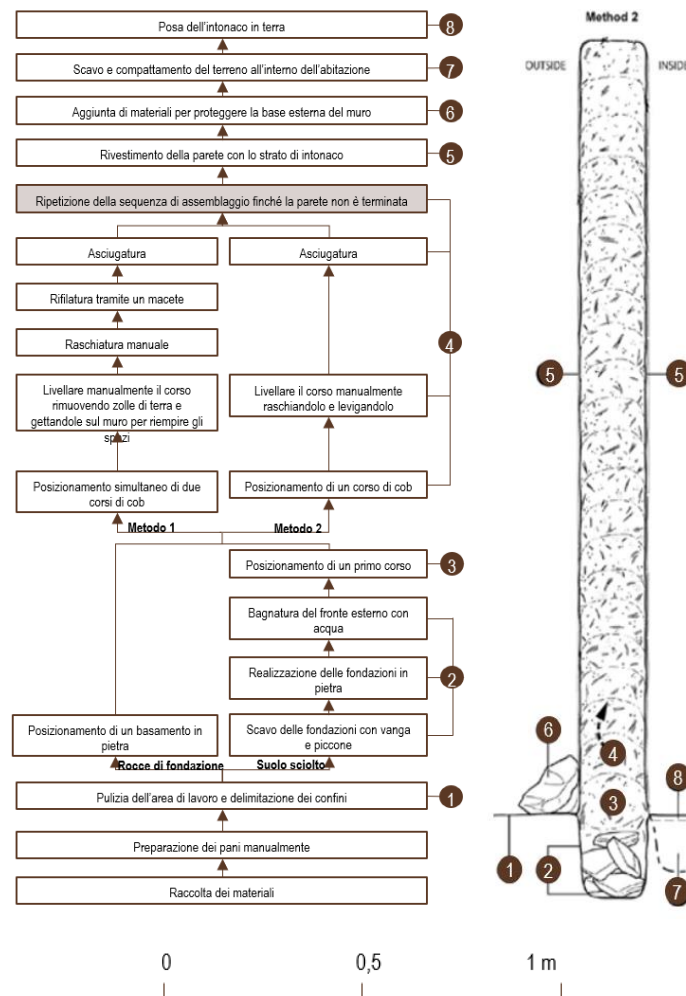 Posa dell'intonaco in terra
8
Scavo e compattamento del terreno all'interno dell'abitazione
7
Aggiunta di materiali per proteggere la base esterna del muro
6
Rivestimento della parete con lo strato di intonaco
5
Ripetizione della sequenza di assemblaggio finché la parete non è terminata
Asciugatura
Asciugatura
Rifilatura tramite un macete
Raschiatura manuale
4
Livellare manualmente il corso
rimuovendo zolle di terra e
gettandole sul muro per riempire gli
spazi
Livellare il corso manualmente
raschiandolo e levigandolo
Posizionamento simultaneo di due
corsi di cob
Posizionamento di un corso di cob
Metodo 1
Metodo 2
Posizionamento di un primo corso
3
Bagnatura del fronte esterno con
acqua
Realizzazione delle fondazioni in
pietra
2
Posizionamento di un basamento in
pietra
Scavo delle fondazioni con vanga
e piccone
Rocce di fondazione
Suolo sciolto
Pulizia dell'area di lavoro e delimitazione dei confini
1
Preparazione dei pani manualmente
Raccolta dei materiali
Method 2
OUTSIDE
INSIDE
5
5
6
4
3
8
1
2
7
0
0,5
1 m